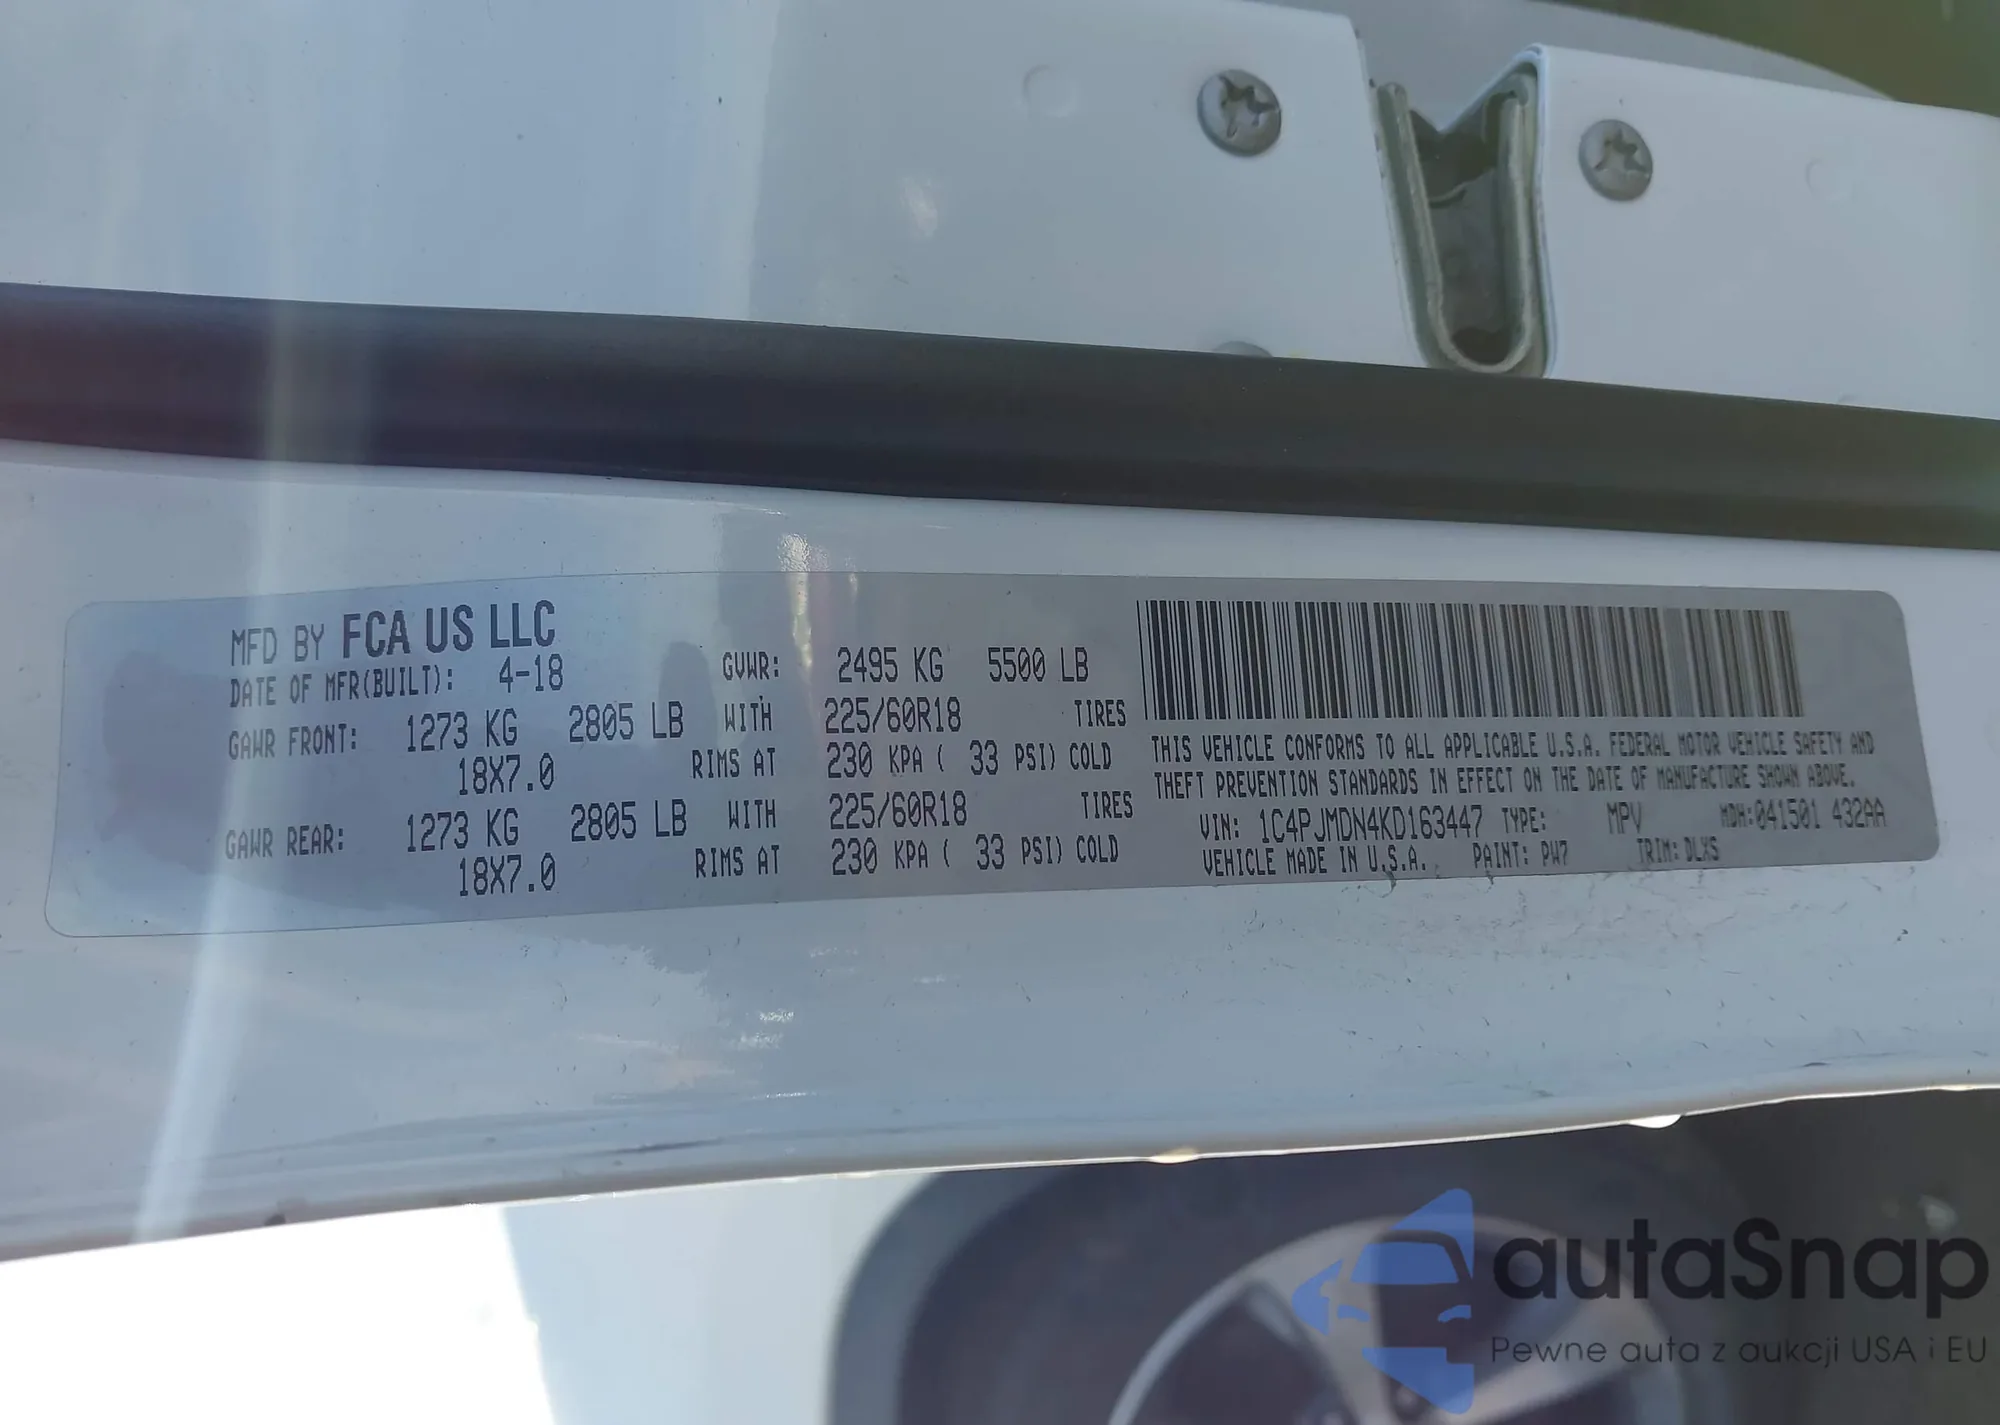 MFD BY FCA US LLC
DATE OF MFR(BUILT): 4-18 GVWR: 2495 KG 5500 LB
GAWR FRONT: 1273 KG 2805 LB WITH 225/60R18 TIRES
18X7.0 RIMS AT 230 KPA ( 33 PSI) COLD
GAWR REAR: 1273 KG 2805 LB WITH 225/60R18 TIRES
18X7.0 RIMS AT 230 KPA ( 33 PSI) COLD
THIS VEHICLE CONFORMS TO ALL APPLICABLE U.S.A. FEDERAL MOTOR VEHICLE SAFETY AND
THEFT PREVENTION STANDARDS IN EFFECT ON THE DATE OF MANUFACTURE SHOWN ABOVE.
VIN: 1C4PJMDN4KD163447 TYPE: MPV MDH:041501 432AA
VEHICLE MADE IN U.S.A. PAINT: PW7 TRIM: DLXS
autaSnap
Pewne auta z aukcji USA i EU